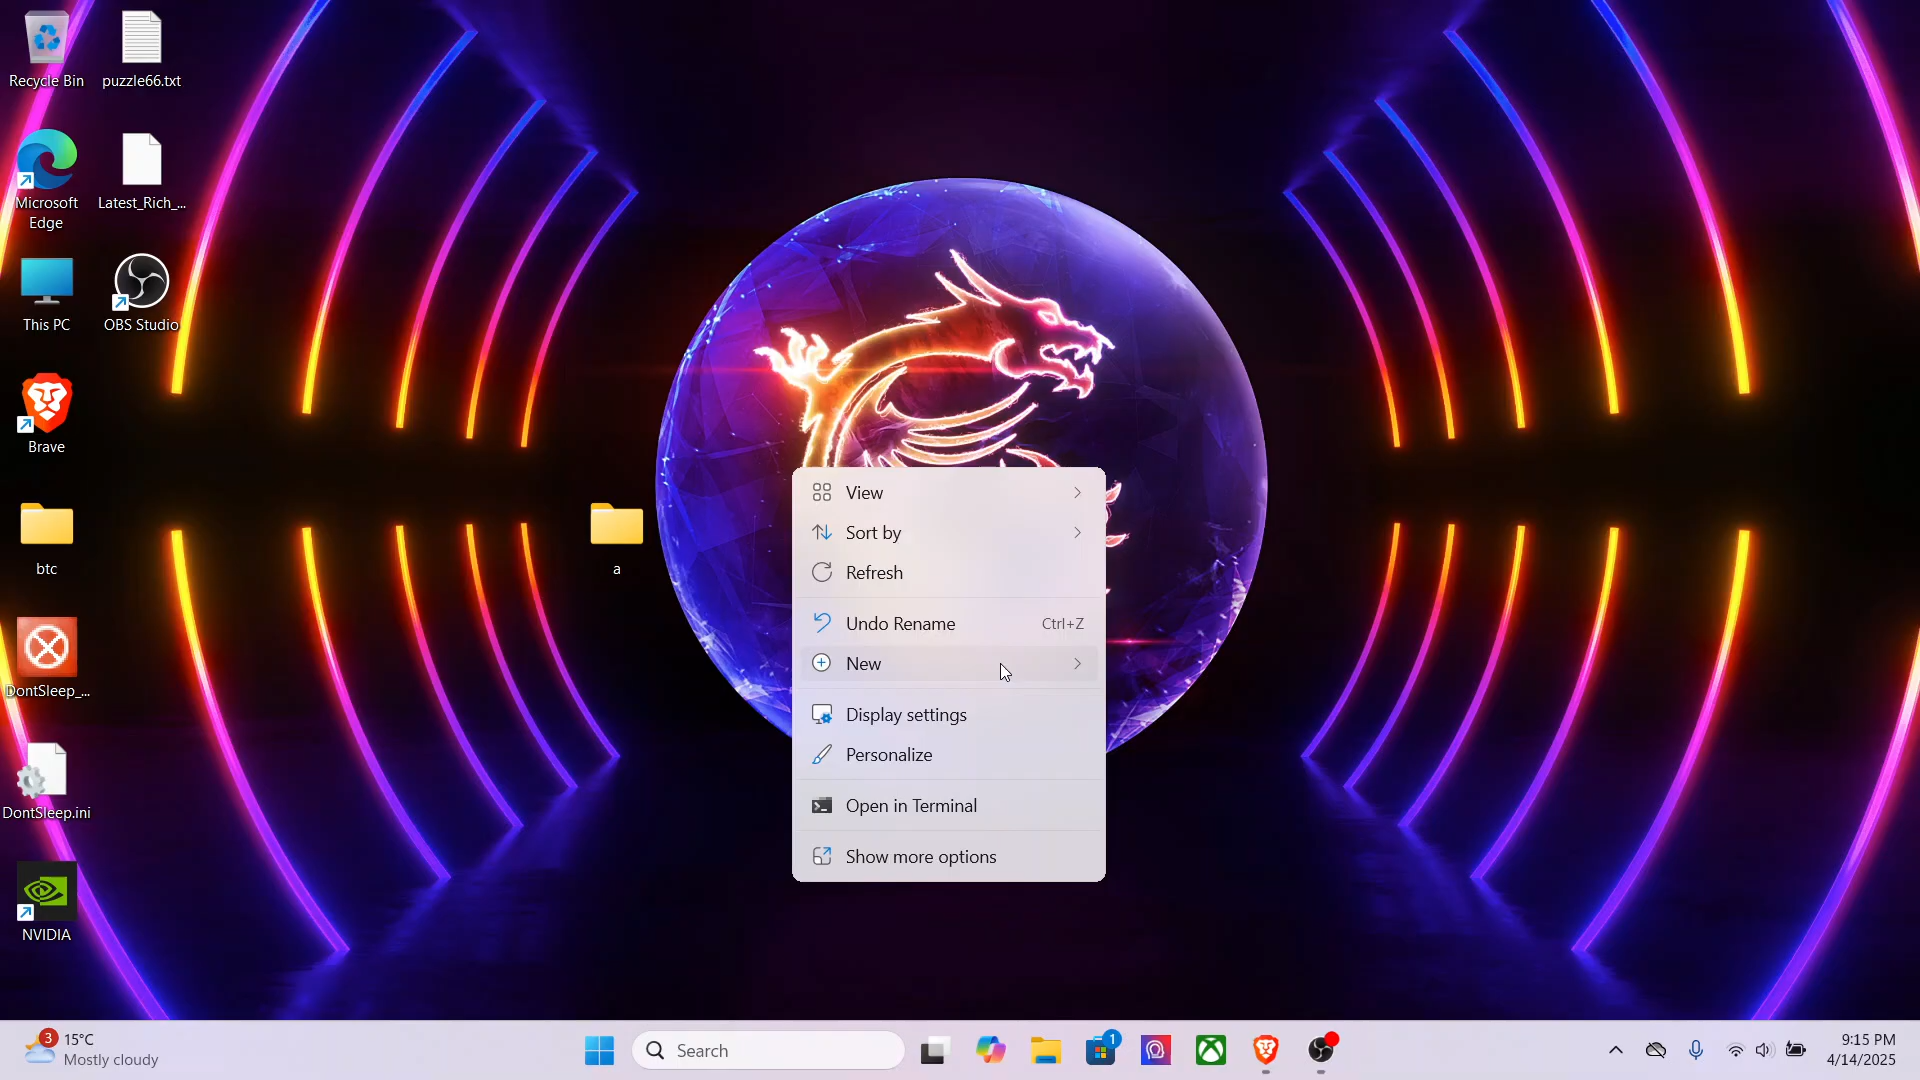 Recycle Bin
puzzle66.txt
Microsoft
Edge
Latest_Rich_...
This PC
OBS Studio
Brave
btc
a
DontSleep_...
DontSleep.ini
NVIDIA
View
Sort by
Refresh
Undo Rename Ctrl+Z
New
Display settings
Personalize
Open in Terminal
Show more options
3
15°C
Mostly cloudy
Search
1
9:15 PM
4/14/2025